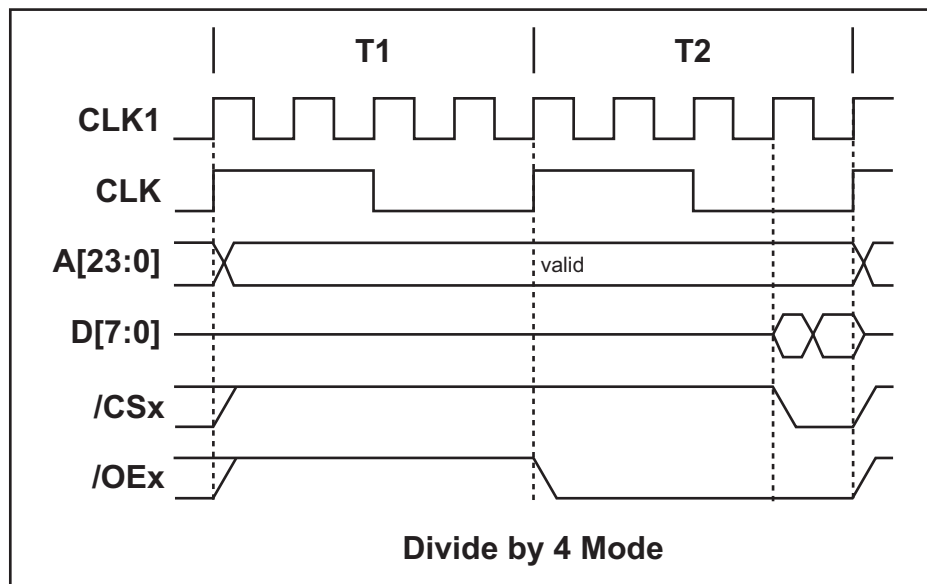 T1 T2
CLK1
CLK
A[23:0] valid
D[7:0]
/CSx
/OEx
Divide by 4 Mode